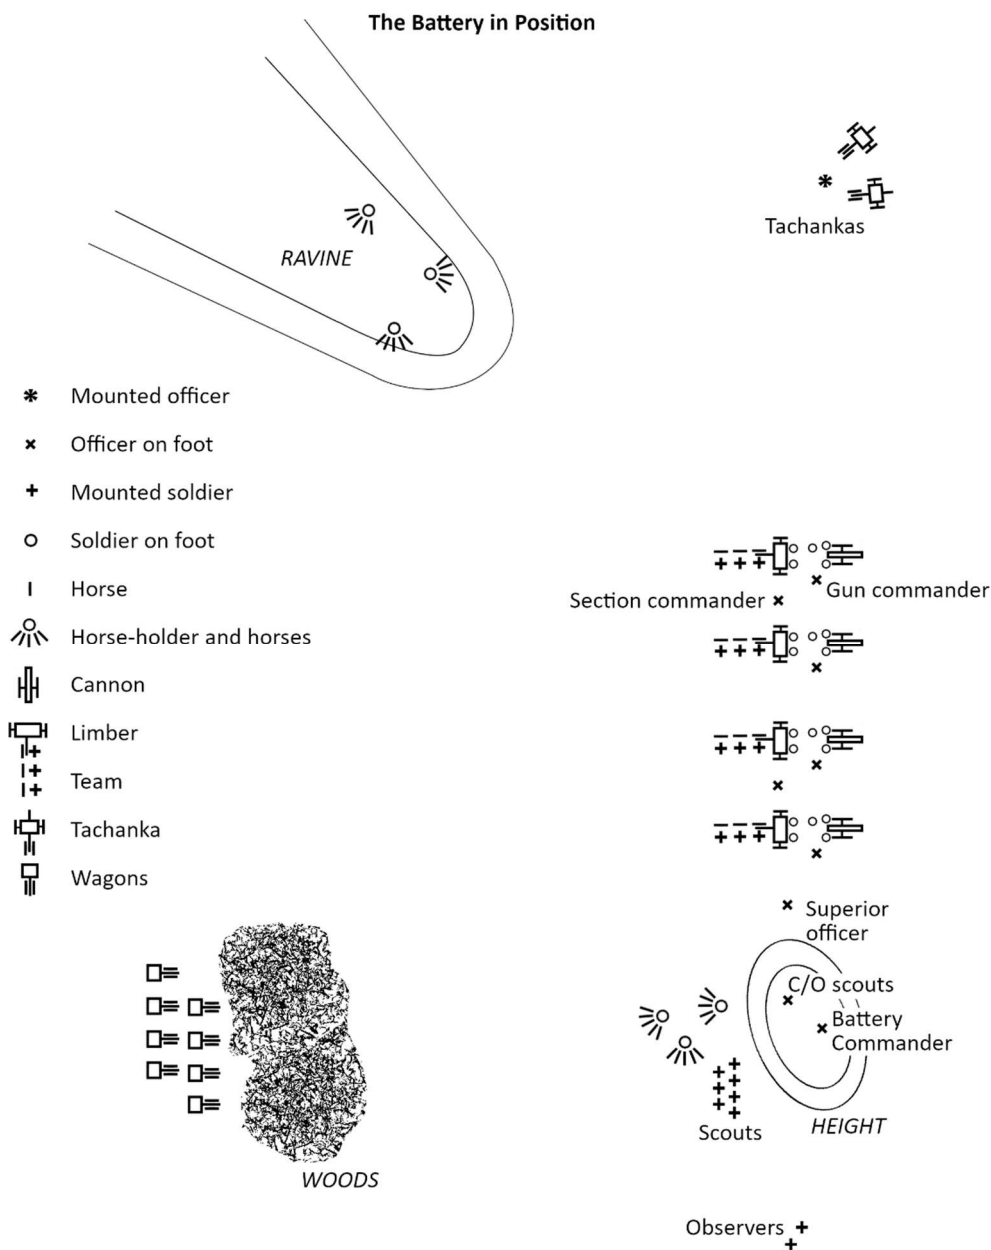 The Battery in Position
Tachankas
RAVINE
Mounted officer
Officer on foot
Mounted soldier
Soldier on foot
Horse
Horse-holder and horses
Cannon
Limber
Team
Tachanka
Wagons
Gun commander
Section commander
Superior
officer
C/O scouts
Battery
Commander
HEIGHT
Scouts
WOODS
Observers